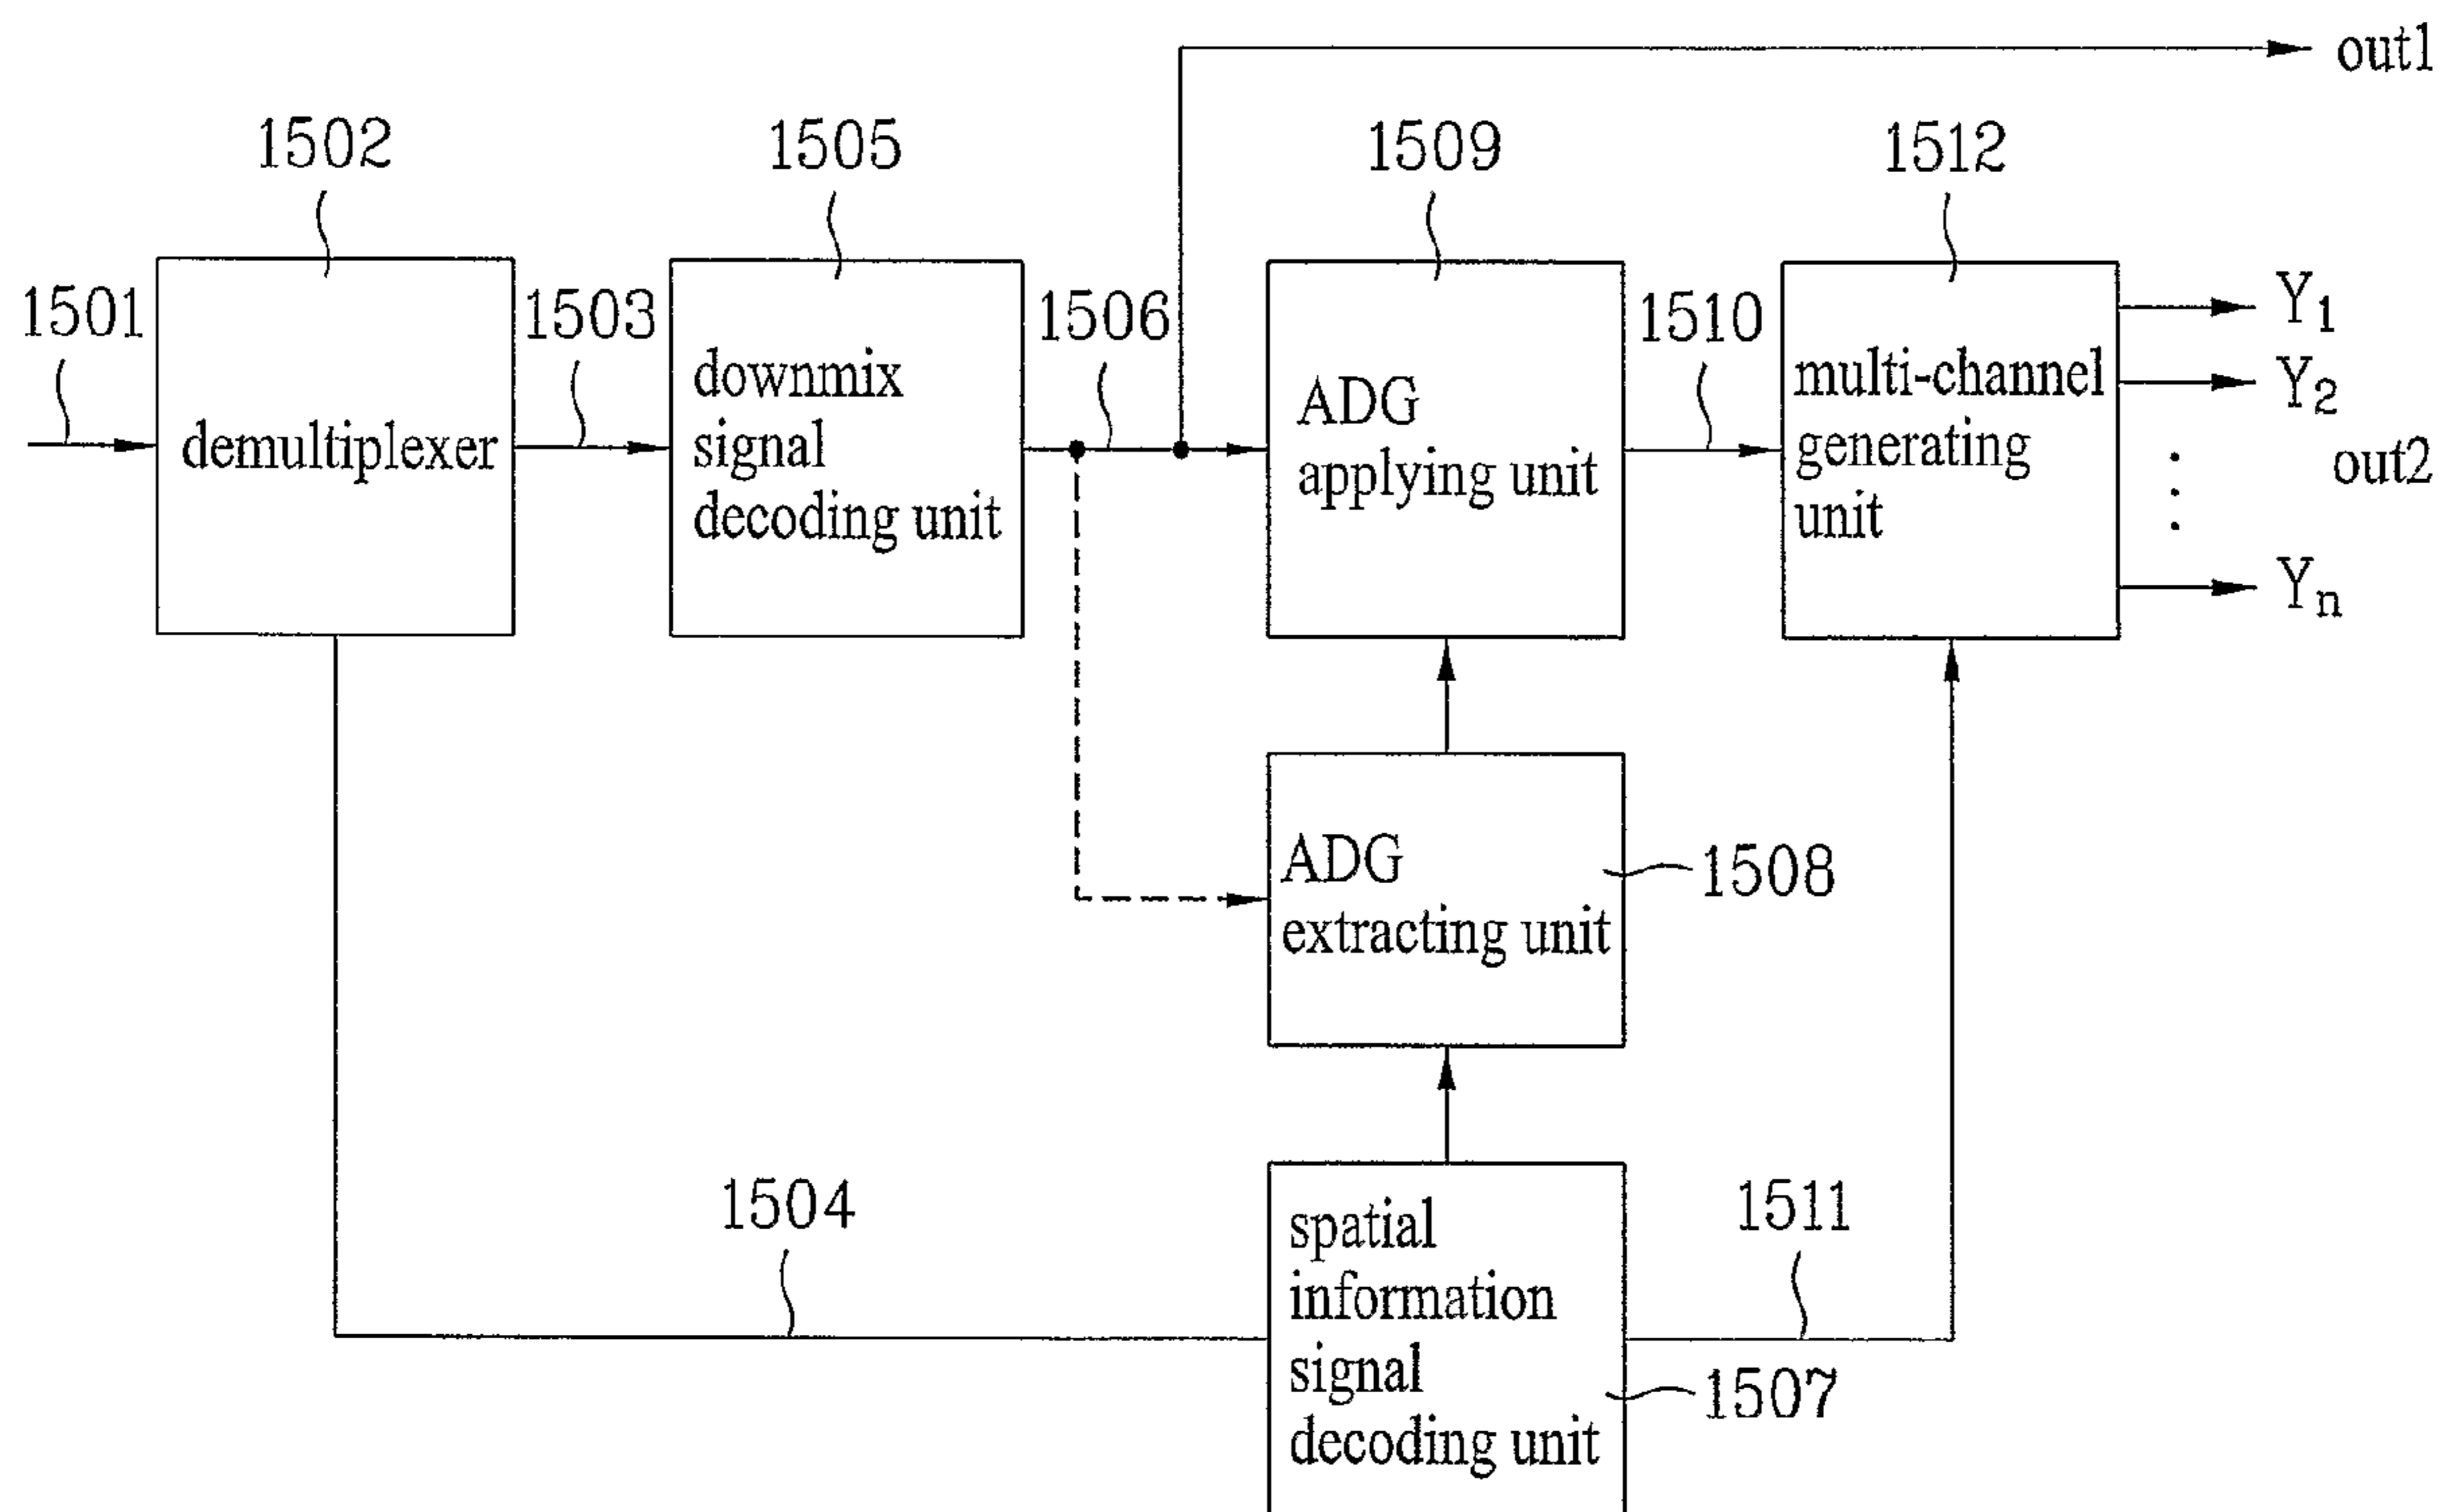 out1
1502
1505
1509
1512
1501
1503
1506
1510
demultiplexer
downmix
signal
decoding unit
ADG
applying unit
multi-channel
generating
unit
Y1
Y2
out2
Yn
ADG
extracting unit
1508
1504
spatial
information
signal
decoding unit
1511
1507